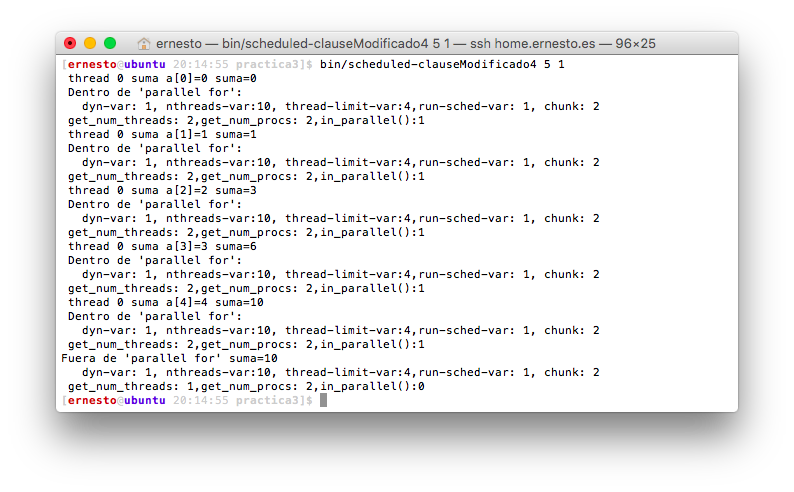 ernesto — bin/scheduled-clauseModificado4 5 1 — ssh home.ernesto.es — 96×25
[ernesto@ubuntu 20:14:55 practica3]$ bin/scheduled-clauseModificado4 5 1
thread 0 suma a[0]=0 suma=0
Dentro de 'parallel for':
dyn-var: 1, nthreads-var:10, thread-limit-var:4,run-sched-var: 1, chunk: 2
get_num_threads: 2,get_num_procs: 2,in_parallel():1
thread 0 suma a[1]=1 suma=1
Dentro de 'parallel for':
dyn-var: 1, nthreads-var:10, thread-limit-var:4,run-sched-var: 1, chunk: 2
get_num_threads: 2,get_num_procs: 2,in_parallel():1
thread 0 suma a[2]=2 suma=3
Dentro de 'parallel for':
dyn-var: 1, nthreads-var:10, thread-limit-var:4,run-sched-var: 1, chunk: 2
get_num_threads: 2,get_num_procs: 2,in_parallel():1
thread 0 suma a[3]=3 suma=6
Dentro de 'parallel for':
dyn-var: 1, nthreads-var:10, thread-limit-var:4,run-sched-var: 1, chunk: 2
get_num_threads: 2,get_num_procs: 2,in_parallel():1
thread 0 suma a[4]=4 suma=10
Dentro de 'parallel for':
dyn-var: 1, nthreads-var:10, thread-limit-var:4,run-sched-var: 1, chunk: 2
get_num_threads: 2,get_num_procs: 2,in_parallel():1
Fuera de 'parallel for' suma=10
dyn-var: 1, nthreads-var:10, thread-limit-var:4,run-sched-var: 1, chunk: 2
get_num_threads: 1,get_num_procs: 2,in_parallel():0
[ernesto@ubuntu 20:14:55 practica3]$